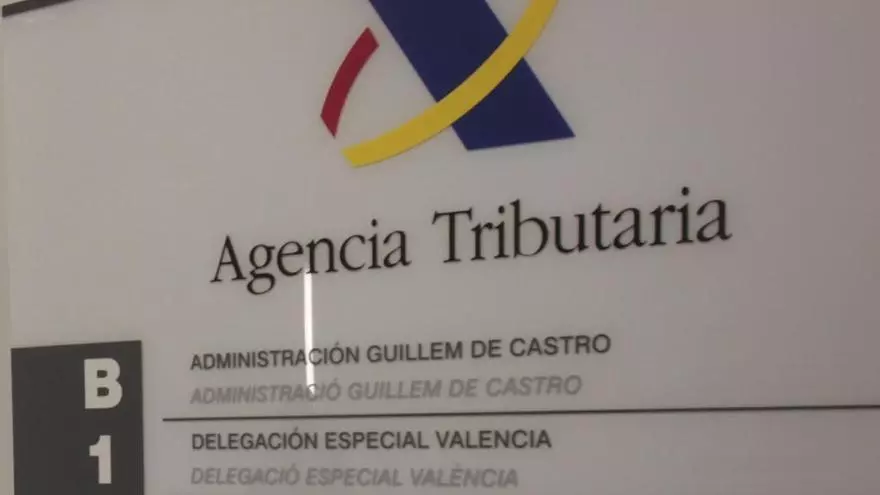 Agencia Tributaria
B
ADMINISTRACIÓN GUILLEM DE CASTRO
ADMINISTRACIÓ GUILLEM DE CASTRO
1
DELEGACIÓN ESPECIAL VALENCIA
DELEGACIÓ ESPECIAL VALÈNCIA